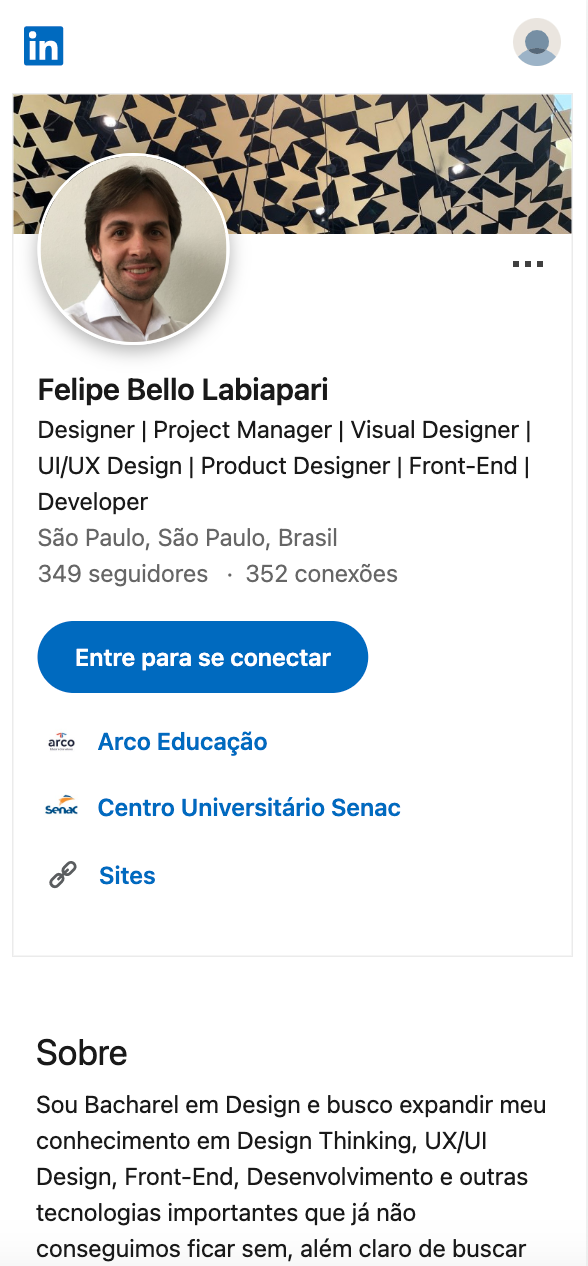 in
Felipe Bello Labiapari
Designer | Project Manager | Visual Designer |
UI/UX Design | Product Designer | Front-End |
Developer
São Paulo, São Paulo, Brasil
349 seguidores · 352 conexões
Entre para se conectar
arco
Arco Educação
senac
Centro Universitário Senac
Sites
Sobre
Sou Bacharel em Design e busco expandir meu
conhecimento em Design Thinking, UX/UI
Design, Front-End, Desenvolvimento e outras
tecnologias importantes que já não
conseguimos ficar sem, além claro de buscar